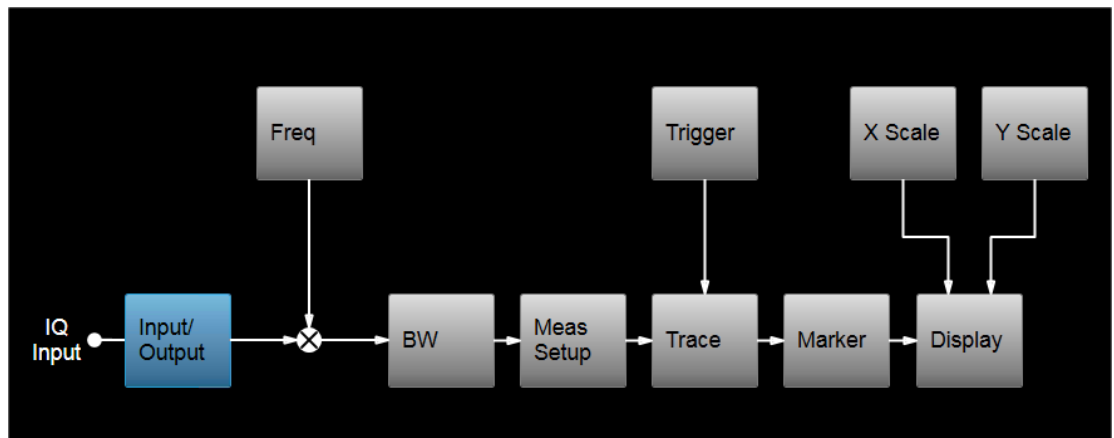 Freq
Trigger
X Scale
Y Scale
IQ
Input
Input/
Output
BW
Meas
Setup
Trace
Marker
Display